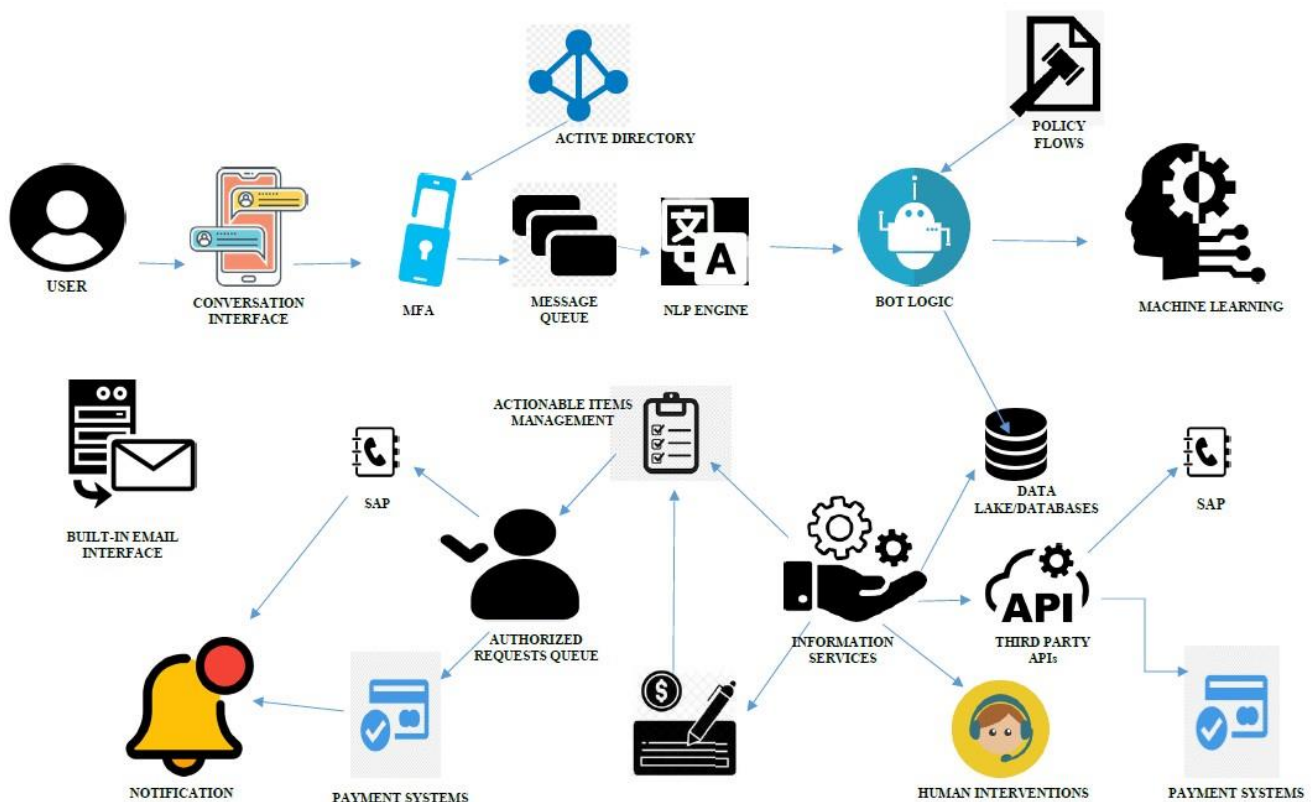 ACTIVE DIRECTORY
POLICY
FLOWS
USER
CONVERSATION
INTERFACE
MFA
MESSAGE
QUEUE
文
A
NLP ENGINE
BOT LOGIC
MACHINE LEARNING
ACTIONABLE ITEMS
MANAGEMENT
SAP
DATA
LAKE/DATABASES
SAP
BUILT-IN EMAIL
INTERFACE
AUTHORIZED
REQUESTS QUEUE
INFORMATION
SERVICES
API
THIRD PARTY
APIs
$
NOTIFICATION
PAYMENT SYSTEMS
HUMAN INTERVENTIONS
PAYMENT SYSTEMS